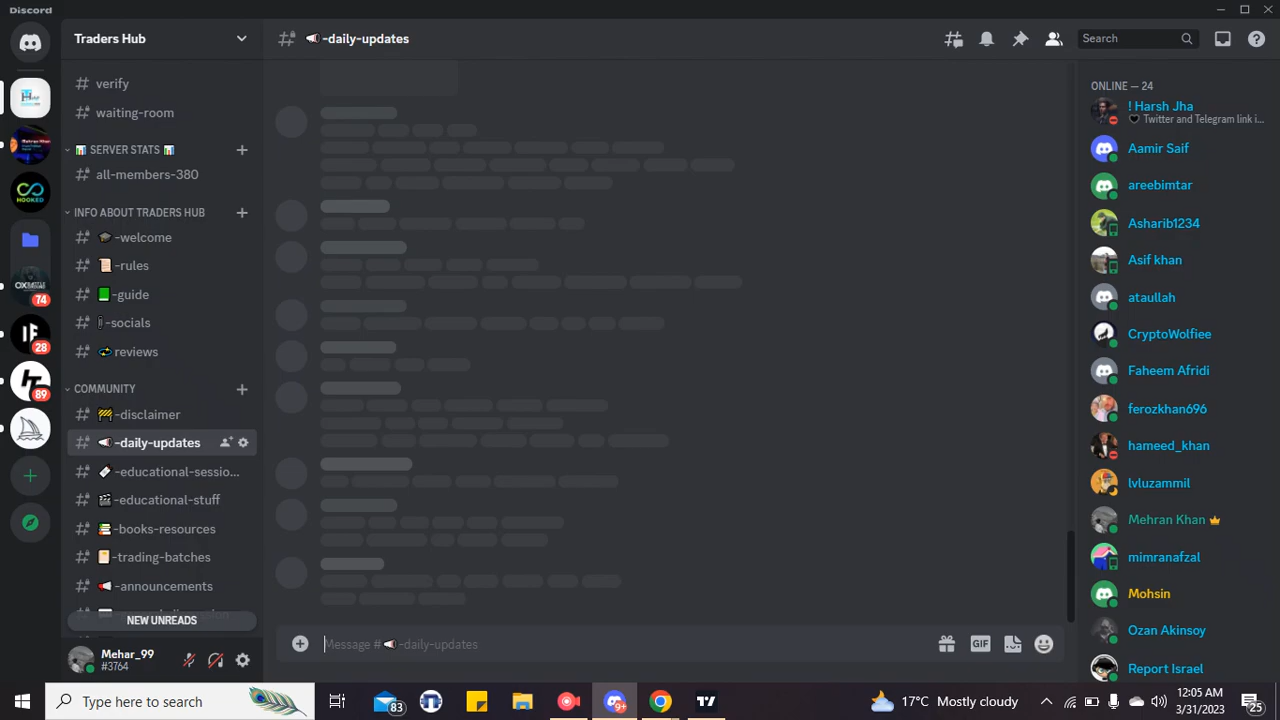 Discord
Traders Hub
verify
waiting-room
SERVER STATS
all-members-380
INFO ABOUT TRADERS HUB
-welcome
-rules
-guide
-socials
reviews
COMMUNITY
-disclaimer
-daily-updates
-educational-sessio...
-educational-stuff
-books-resources
-trading-batches
-announcements
NEW UNREADS
Mehar_99
#3764
74
28
89
-daily-updates
Search
Message # -daily-updates
GIF
ONLINE — 24
! Harsh Jha
Twitter and Telegram link i...
Aamir Saif
areebimtar
Asharib1234
Asif khan
ataullah
CryptoWolfiee
Faheem Afridi
ferozkhan696
hameed_khan
lvluzammil
Mehran Khan
mimranafzal
Mohsin
Ozan Akinsoy
Report Israel
Type here to search
83
9+
17°C Mostly cloudy
12:05 AM
3/31/2023
25